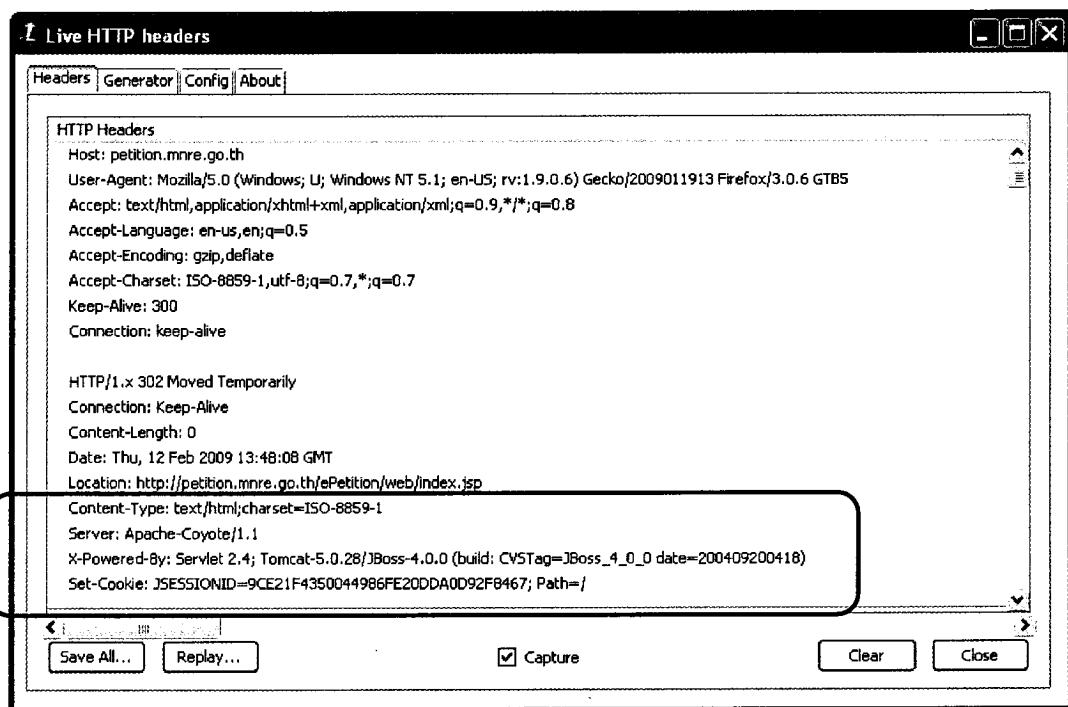 Live HTTP headers
Headers Generator Config About
HTTP Headers
Host: petition.mnre.go.th
User-Agent: Mozilla/5.0 (Windows; U; Windows NT 5.1; en-US; rv:1.9.0.6) Gecko/2009011913 Firefox/3.0.6 GTB5
Accept: text/html,application/xhtml+xml,application/xml;q=0.9,*/*;q=0.8
Accept-Language: en-us,en;q=0.5
Accept-Encoding: gzip,deflate
Accept-Charset: ISO-8859-1,utf-8;q=0.7,*;q=0.7
Keep-Alive: 300
Connection: keep-alive
HTTP/1.x 302 Moved Temporarily
Connection: Keep-Alive
Content-Length: 0
Date: Thu, 12 Feb 2009 13:48:08 GMT
Location: http://petition.mnre.go.th/ePetition/web/index.jsp
Content-Type: text/html;charset=ISO-8859-1
Server: Apache-Coyote/1.1
X-Powered-By: Servlet 2.4; Tomcat-5.0.28/JBoss-4.0.0 (build: CVSTag=JBoss_4_0_0 date=200409200418)
Set-Cookie: JSESSIONID=9CE21F4350044986FE20DDA0D92F8467; Path=/
Save All... Replay... Capture Clear Close